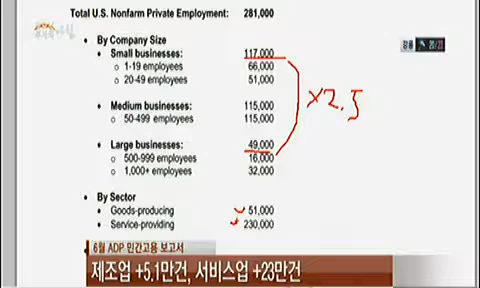 Total U.S. Nonfarm Private Employment: 281,000
• By Company Size
• Small businesses: 117,000
o 1-19 employees 66,000
o 20-49 employees 51,000
• Medium businesses: 115,000
o 50-499 employees 115,000
• Large businesses: 49,000
o 500-999 employees 16,000
o 1,000+ employees 32,000
×2.5
• By Sector
• Goods-producing 51,000
• Service-providing 230,000
6월 ADP 민간고용 보고서
제조업 +5.1만건, 서비스업 +23만건